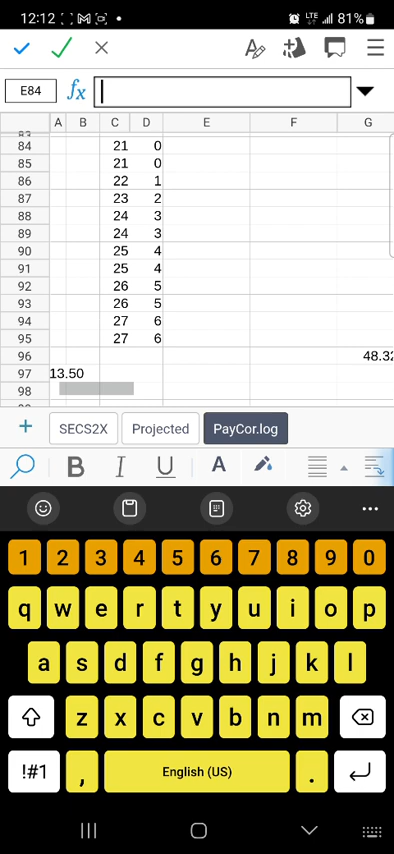 12:12 LTE 81%
E84 fx
A B C D E F G
84 21 0
85 21 0
86 22 1
87 23 2
88 24 3
89 24 3
90 25 4
91 25 4
92 26 5
93 26 5
94 27 6
95 27 6
96 48.32
97 13.50
98
+ SECS2X Projected PayCor.log
B I U A
1 2 3 4 5 6 7 8 9 0
q w e r t y u i o p
a s d f g h j k l
z x c v b n m
!#1 , English (US) .